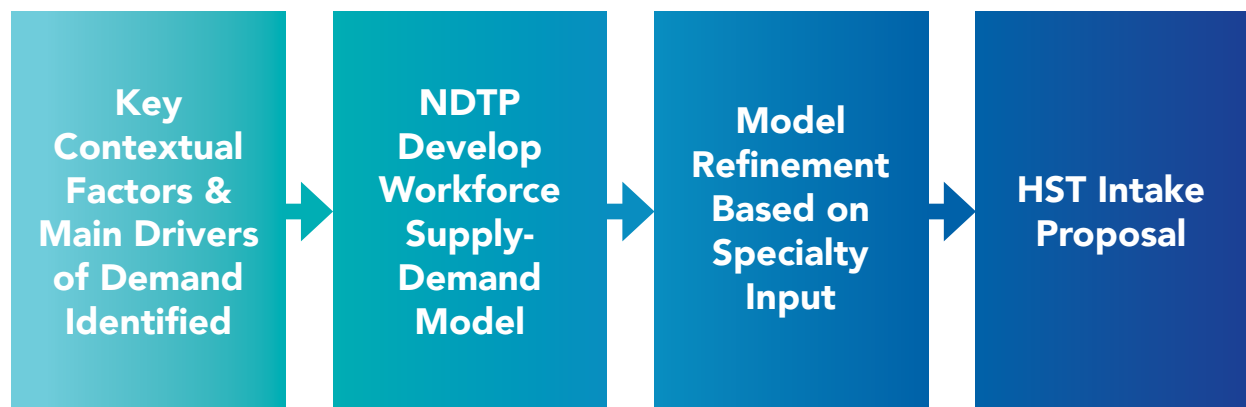 Key
Contextual
Factors &
Main Drivers
of Demand
Identified
NDTP
Develop
Workforce
Supply-
Demand
Model
Model
Refinement
Based on
Specialty
Input
HST Intake
Proposal